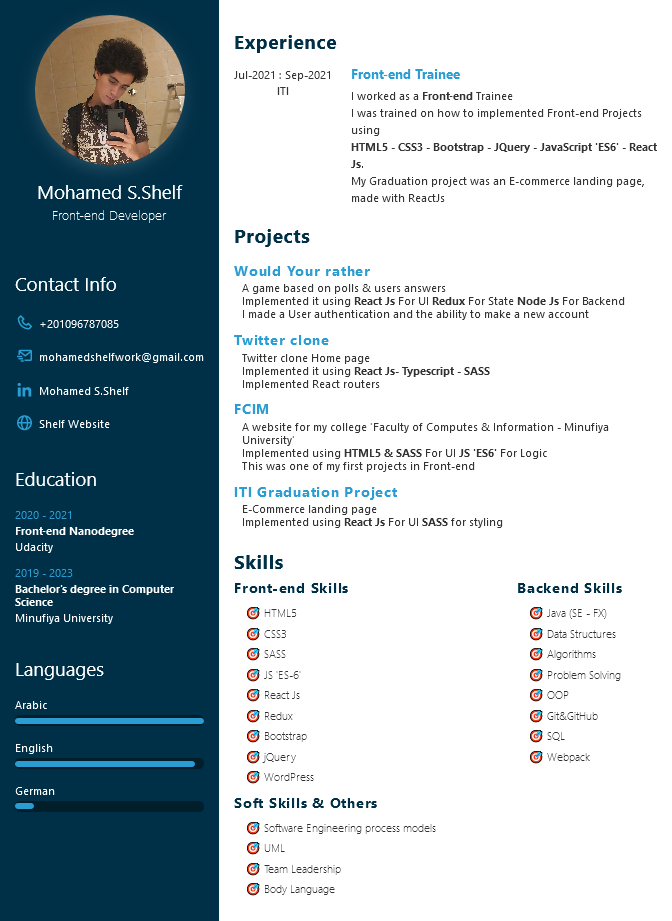 Mohamed S.Shelf
Front-end Developer
Contact Info
+201096787085
mohamedshelfwork@gmail.com
Mohamed S.Shelf
Shelf Website
Education
2020 - 2021
Front-end Nanodegree
Udacity
2019 - 2023
Bachelor's degree in Computer
Science
Minufiya University
Languages
Arabic
English
German
Experience
Jul-2021 : Sep-2021
ITI
Front-end Trainee
I worked as a Front-end Trainee
I was trained on how to implemented Front-end Projects
using
HTML5 - CSS3 - Bootstrap - JQuery - JavaScript 'ES6' - React
Js.
My Graduation project was an E-commerce landing page,
made with ReactJs
Projects
Would Your rather
A game based on polls & users answers
Implemented it using React Js For UI Redux For State Node Js For Backend
I made a User authentication and the ability to make a new account
Twitter clone
Twitter clone Home page
Implemented it using React Js- Typescript - SASS
Implemented React routers
FCIM
A website for my college 'Faculty of Computes & Information - Minufiya
University'
Implemented using HTML5 & SASS For UI JS 'ES6' For Logic
This was one of my first projects in Front-end
ITI Graduation Project
E-Commerce landing page
Implemented using React Js For UI SASS for styling
Skills
Front-end Skills
HTML5
CSS3
SASS
JS 'ES-6'
React Js
Redux
Bootstrap
jQuery
WordPress
Backend Skills
Java (SE - FX)
Data Structures
Algorithms
Problem Solving
OOP
Git&GitHub
SQL
Webpack
Soft Skills & Others
Software Engineering process models
UML
Team Leadership
Body Language